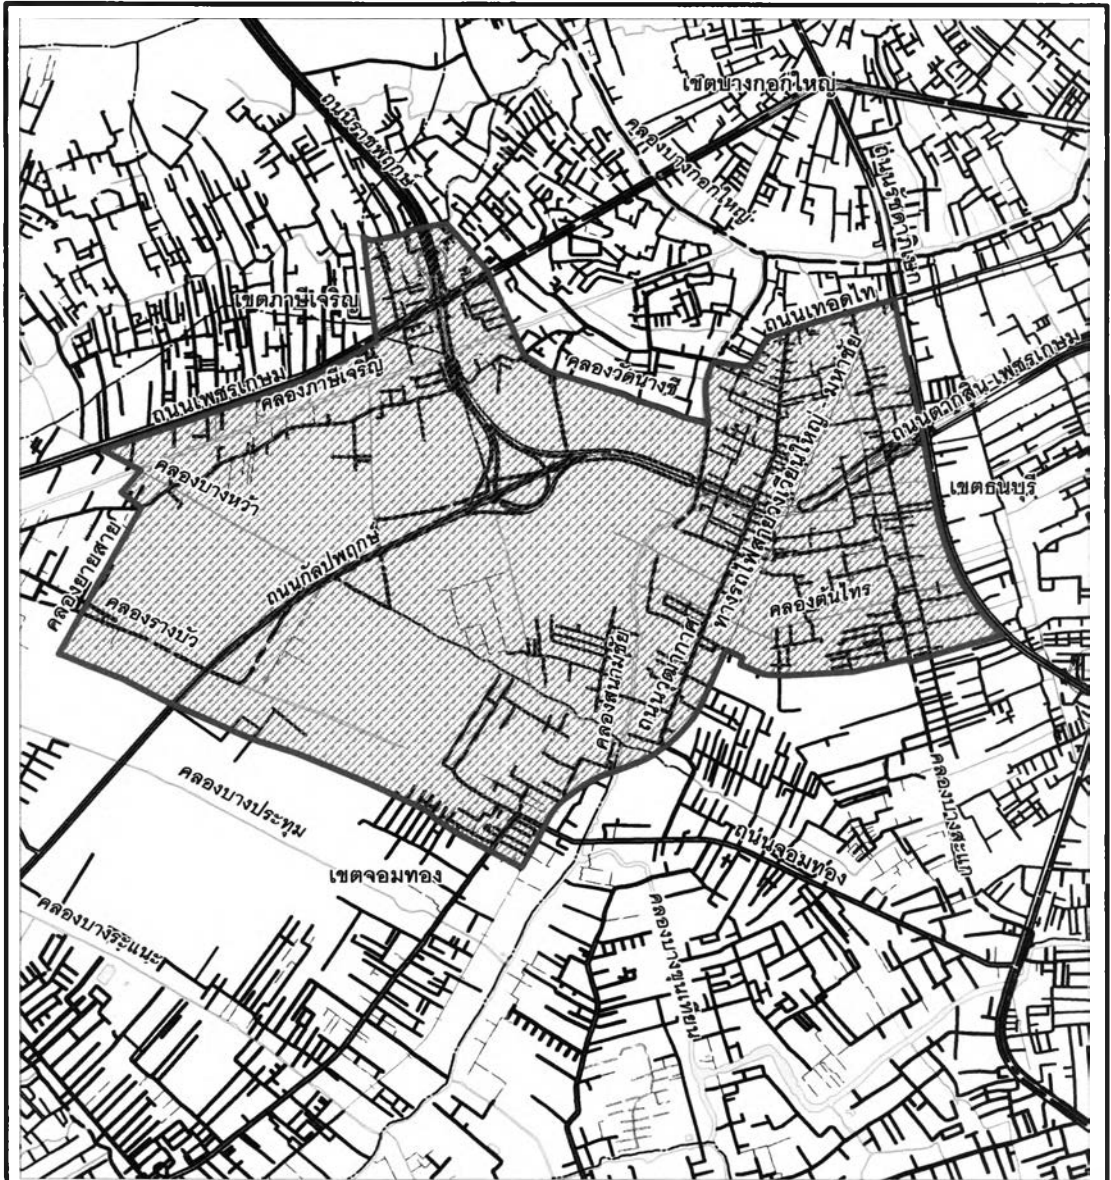 เขตบางกอกใหญ่
ถนนราชพฤกษ์
คลองบางกอกใหญ่
ถนนรัชดาภิเษก
เขตภาษีเจริญ
ถนนเทอดไท
ถนนเพชรเกษม
คลองภาษีเจริญ
คลองวัดนางชี
ทางรถไฟสายวงเวียนใหญ่ - มหาชัย
ถนนตากสิน-เพชรเกษม
คลองบางหว้า
เขตธนบุรี
คลองยายสาย
คลองรางบัว
ถนนกัลปพฤกษ์
คลองต้นไทร
คลองสนามชัย
ถนนวุฒากาศ
คลองบางประทุม
คลองบางสะแก
ถนนจอมทอง
เขตจอมทอง
คลองบางระแนะ
คลองบางขุนเทียน